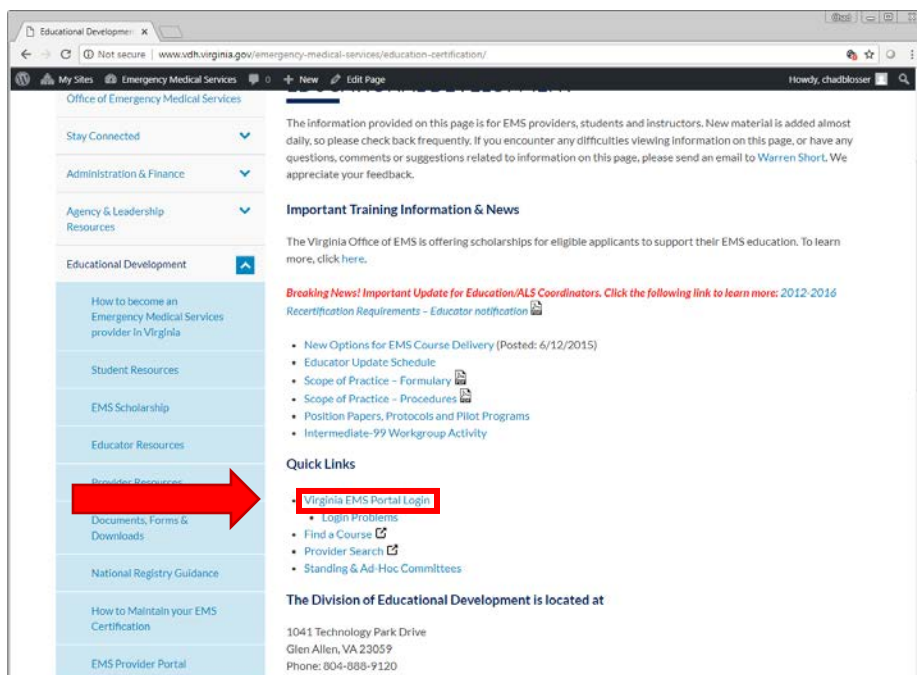 Educational Developmen
Not secure | www.vdh.virginia.gov/emergency-medical-services/education-certification/
My Sites Emergency Medical Services 0 + New Edit Page Howdy, chadblosser
Office of Emergency Medical Services
Stay Connected
Administration & Finance
Agency & Leadership
Resources
Educational Development
How to become an
Emergency Medical Services
provider in Virginia
Student Resources
EMS Scholarship
Educator Resources
Provider Resources
Documents, Forms &
Downloads
National Registry Guidance
How to Maintain your EMS
Certification
EMS Provider Portal
EDUCATIONAL DEVELOPMENT
The information provided on this page is for EMS providers, students and instructors. New material is added almost
daily, so please check back frequently. If you encounter any difficulties viewing information on this page, or have any
questions, comments or suggestions related to information on this page, please send an email to Warren Short. We
appreciate your feedback.
Important Training Information & News
The Virginia Office of EMS is offering scholarships for eligible applicants to support their EMS education. To learn
more, click here.
Breaking News! Important Update for Education/ALS Coordinators. Click the following link to learn more: 2012-2016
Recertification Requirements – Educator notification
• New Options for EMS Course Delivery (Posted: 6/12/2015)
• Educator Update Schedule
• Scope of Practice – Formulary
• Scope of Practice – Procedures
• Position Papers, Protocols and Pilot Programs
• Intermediate-99 Workgroup Activity
Quick Links
• Virginia EMS Portal Login
• Login Problems
• Find a Course
• Provider Search
• Standing & Ad-Hoc Committees
The Division of Educational Development is located at
1041 Technology Park Drive
Glen Allen, VA 23059
Phone: 804-888-9120